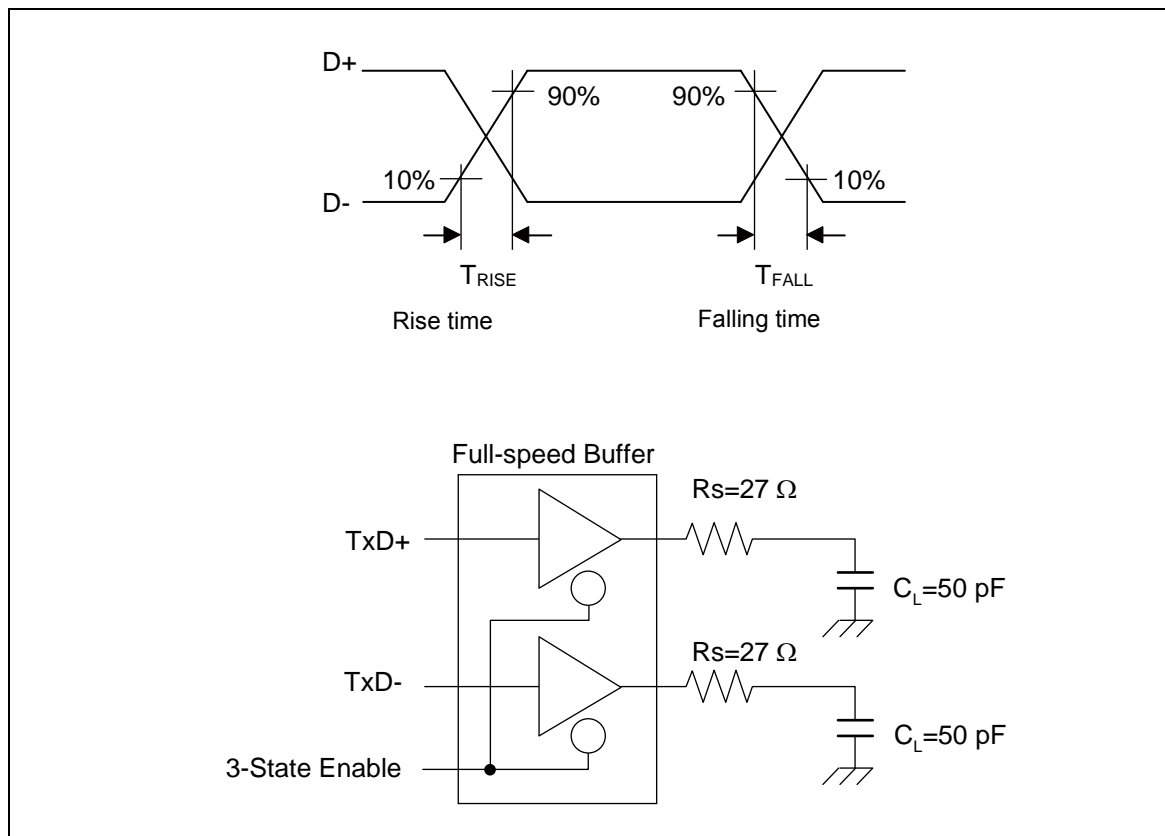 D+
90% 90%
10% 10%
D-
TRISE TFALL
Rise time Falling time
Full-speed Buffer
Rs=27 Ω
TxD+
CL=50 pF
Rs=27 Ω
TxD-
CL=50 pF
3-State Enable